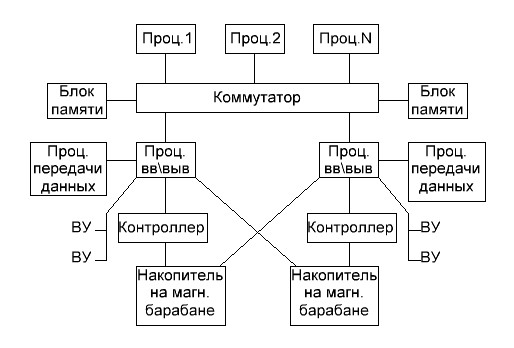 Проц.1
Проц.2
Проц.N
Блок
памяти
Коммутатор
Блок
памяти
Проц.
передачи
данных
Проц.
вв\выв
Проц.
вв\выв
Проц.
передачи
данных
ВУ
ВУ
Контроллер
Контроллер
ВУ
ВУ
Накопитель
на магн.
барабане
Накопитель
на магн.
барабане